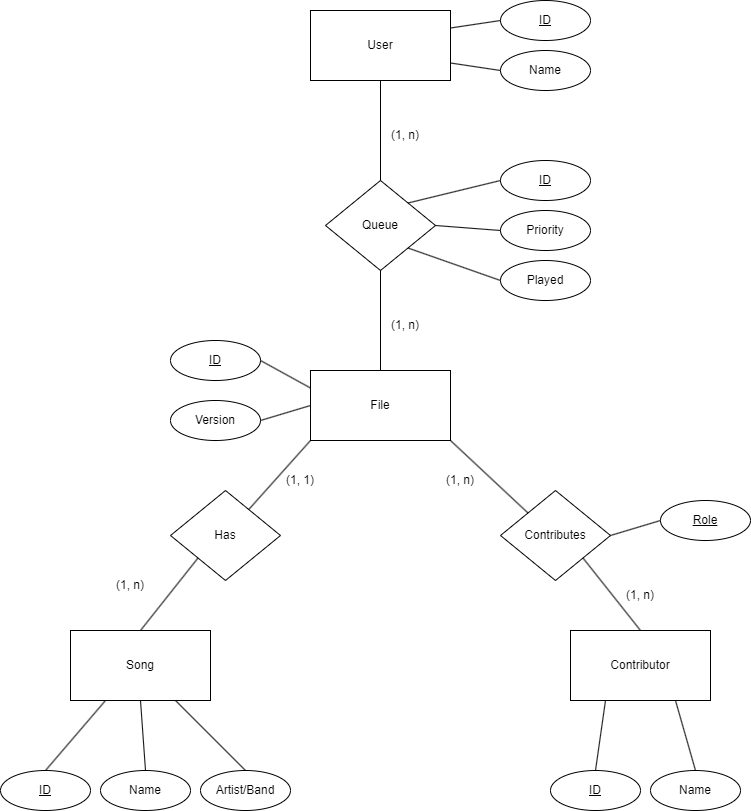 User
ID
Name
(1, n)
Queue
ID
Priority
Played
(1, n)
File
ID
Version
(1, 1)
(1, n)
Has
Contributes
Role
(1, n)
(1, n)
Song
Contributor
ID
Name
Artist/Band
ID
Name